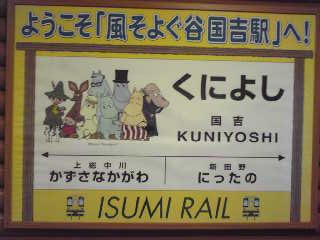 ようこそ「風そよぐ谷国吉駅」へ!
くによし
国吉
KUNIYOSHI
上総中川 新田野
かずさなかがわ にったの
ISUMI RAIL